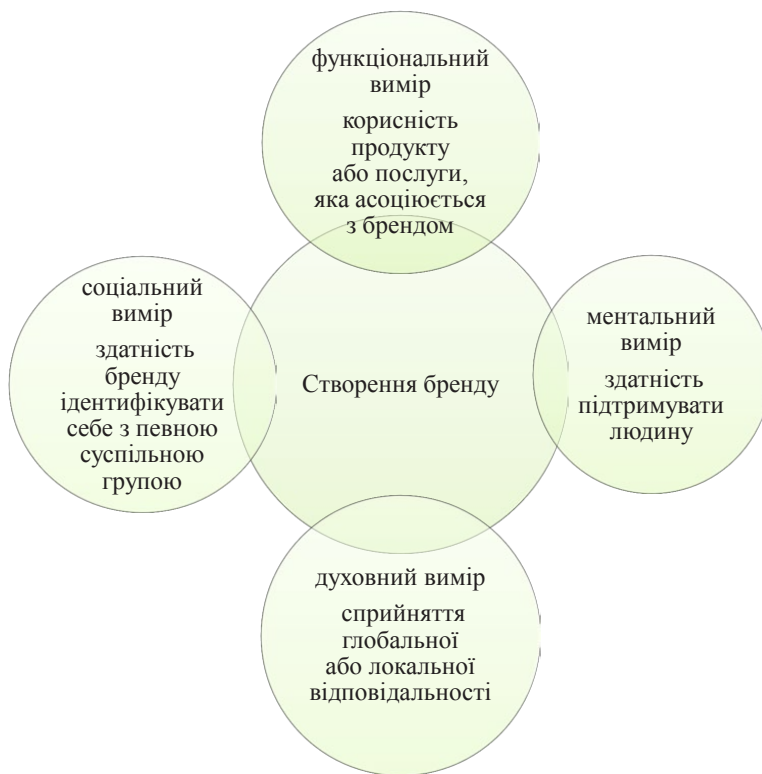 функціональний
вимір
корисність
продукту
або послуги,
яка асоціюється
з брендом
соціальний
вимір
здатність
бренду
ідентифікувати
себе з певною
суспільною
групою
Створення бренду
ментальний
вимір
здатність
підтримувати
людину
духовний вимір
сприйняття
глобальної
або локальної
відповідальності